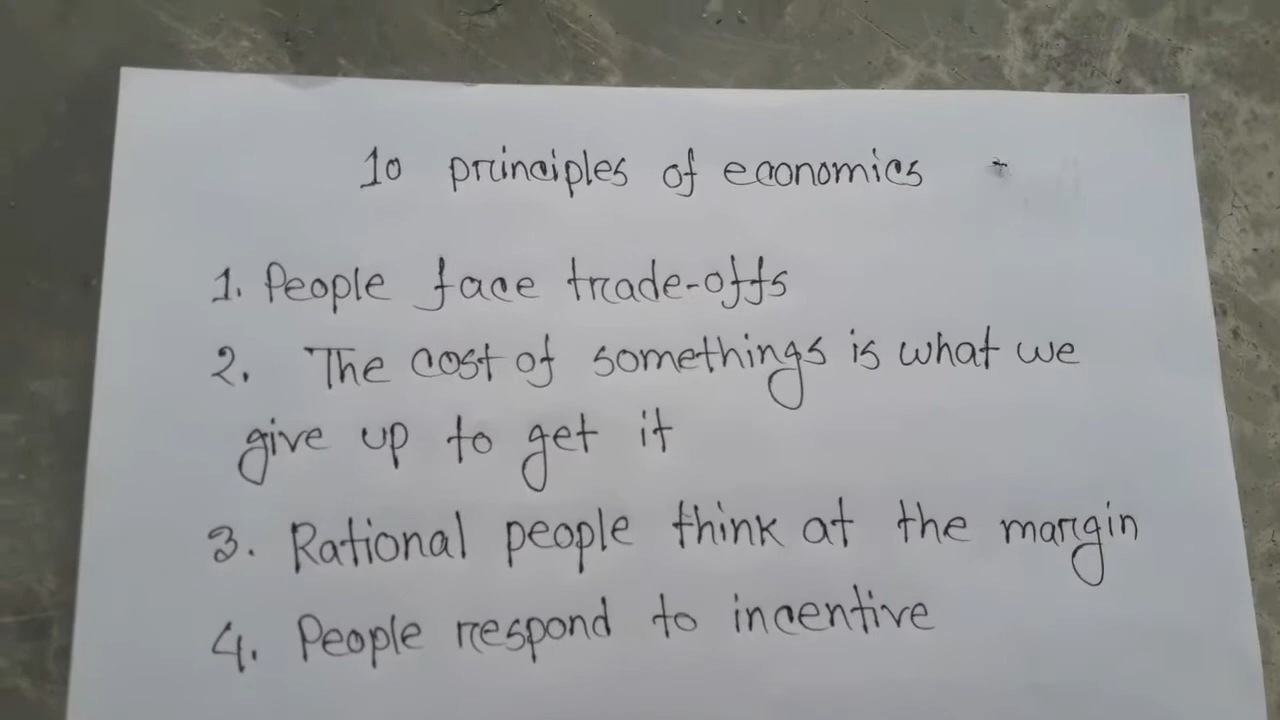 10 principles of economics
1. People face trade-offs
2. The cost of somethings is what we
give up to get it
3. Rational people think at the margin
4. People respond to incentive